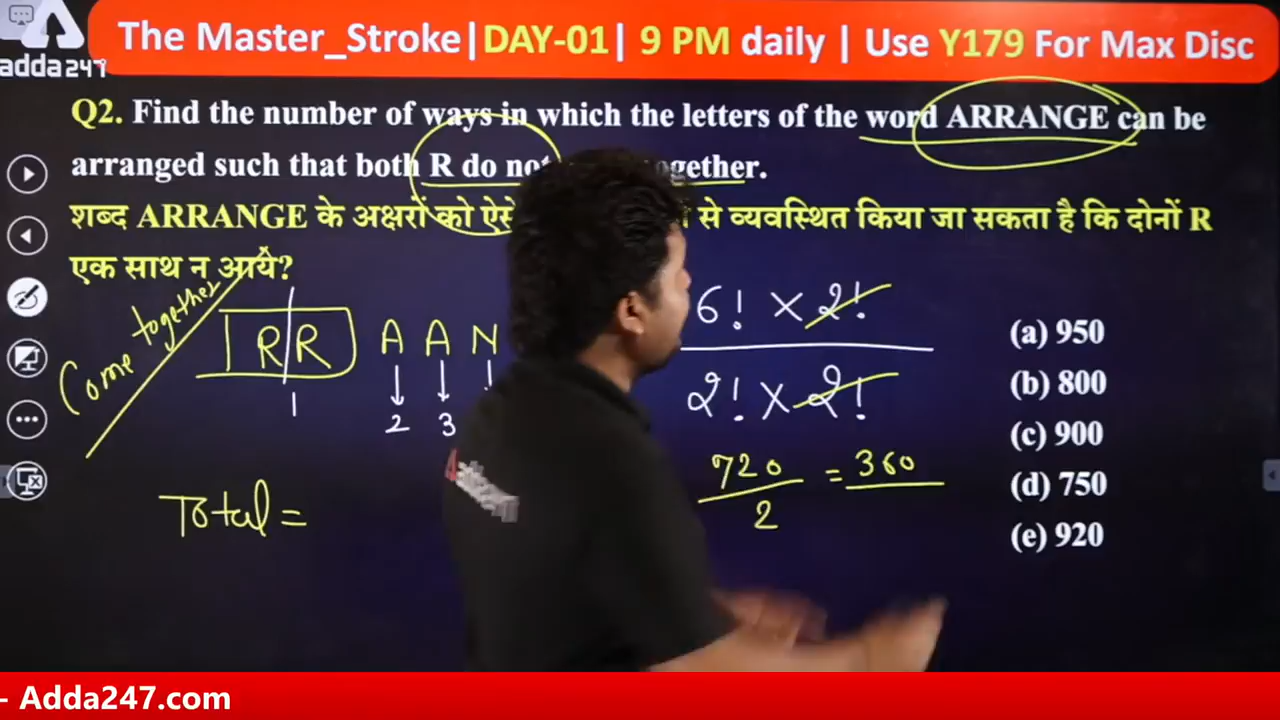 The Master_Stroke|DAY-01| 9 PM daily | Use Y179 For Max Disc
adda247
Q2. Find the number of ways in which the letters of the word ARRANGE can be
arranged such that both R do not together.
शब्द ARRANGE के अक्षरों को ऐसे से व्यवस्थित किया जा सकता है कि दोनों R
एक साथ न आये?
Come together
R R A A N
1 2 3
6! × 2!
2! × 2!
720
2
= 360
Total =
(a) 950
(b) 800
(c) 900
(d) 750
(e) 920
- Adda247.com